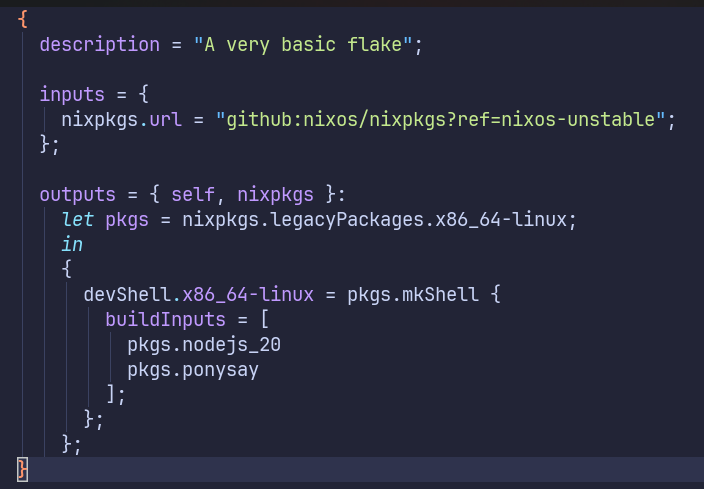 {
  description = "A very basic flake";

  inputs = {
    nixpkgs.url = "github:nixos/nixpkgs?ref=nixos-unstable";
  };

  outputs = { self, nixpkgs }:
    let pkgs = nixpkgs.legacyPackages.x86_64-linux;
    in
    {
      devShell.x86_64-linux = pkgs.mkShell {
        buildInputs = [
          pkgs.nodejs_20
          pkgs.ponysay
        ];
      };
    };
}